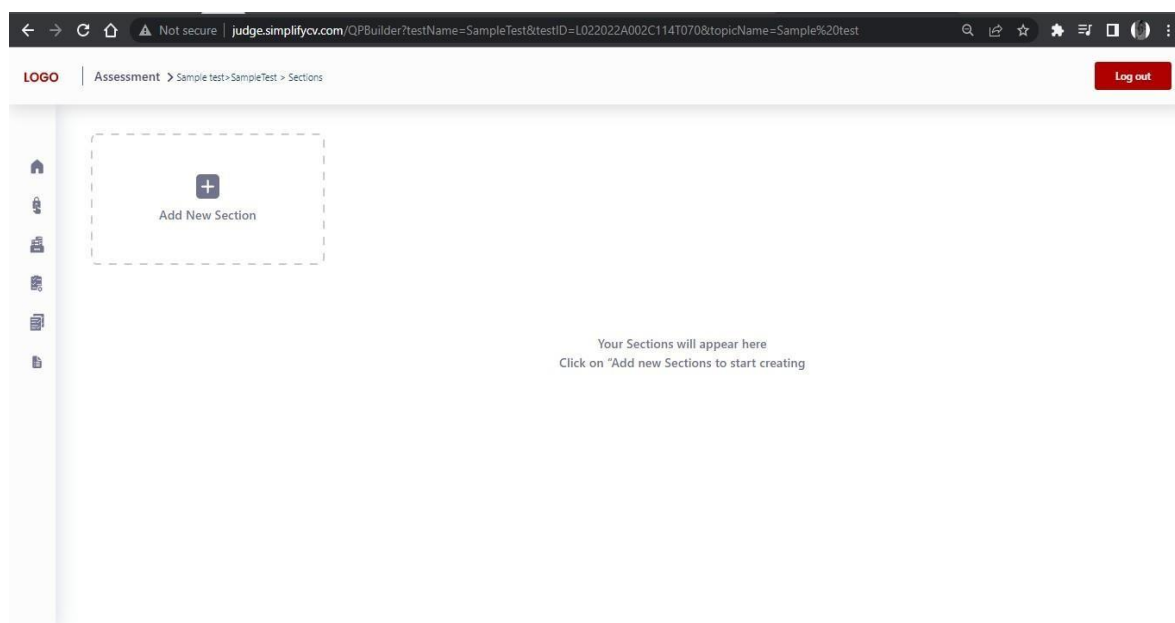 Not secure | judge.simplifycv.com/QPBuilder?testName=SampleTest&testID=L022022A002C114T070&topicName=Sample%20test
LOGO | Assessment > Sample test>SampleTest > Sections
Log out
Add New Section
Your Sections will appear here
Click on “Add new Sections to start creating